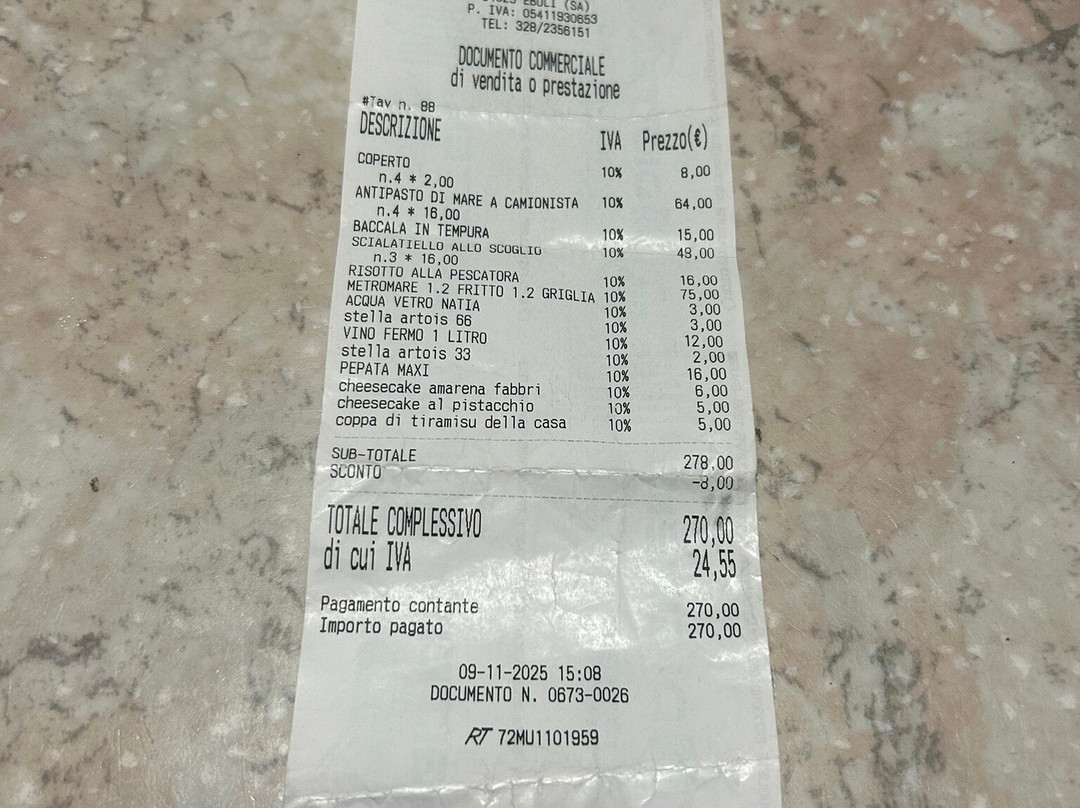 EBOLI (SA)
P. IVA: 05411930653
TEL: 328/2356151
DOCUMENTO COMMERCIALE
di vendita o prestazione
#Tav n. 88
DESCRIZIONE IVA Prezzo(€)
COPERTO 10% 8,00
n.4 * 2,00
ANTIPASTO DI MARE A CAMIONISTA 10% 64,00
n.4 * 16,00
BACCALA IN TEMPURA 10% 15,00
SCIALATIELLO ALLO SCOGLIO 10% 48,00
n.3 * 16,00
RISOTTO ALLA PESCATORA 10% 16,00
METROMARE 1.2 FRITTO 1.2 GRIGLIA 10% 75,00
ACQUA VETRO NATIA 10% 3,00
stella artois 66 10% 3,00
VINO FERMO 1 LITRO 10% 12,00
stella artois 33 10% 2,00
PEPATA MAXI 10% 16,00
cheesecake amarena fabbri 10% 6,00
cheesecake al pistacchio 10% 5,00
coppa di tiramisu della casa 10% 5,00
SUB-TOTALE 278,00
SCONTO -8,00
TOTALE COMPLESSIVO 270,00
di cui IVA 24,55
Pagamento contante 270,00
Importo pagato 270,00
09-11-2025 15:08
DOCUMENTO N. 0673-0026
RT 72MU1101959